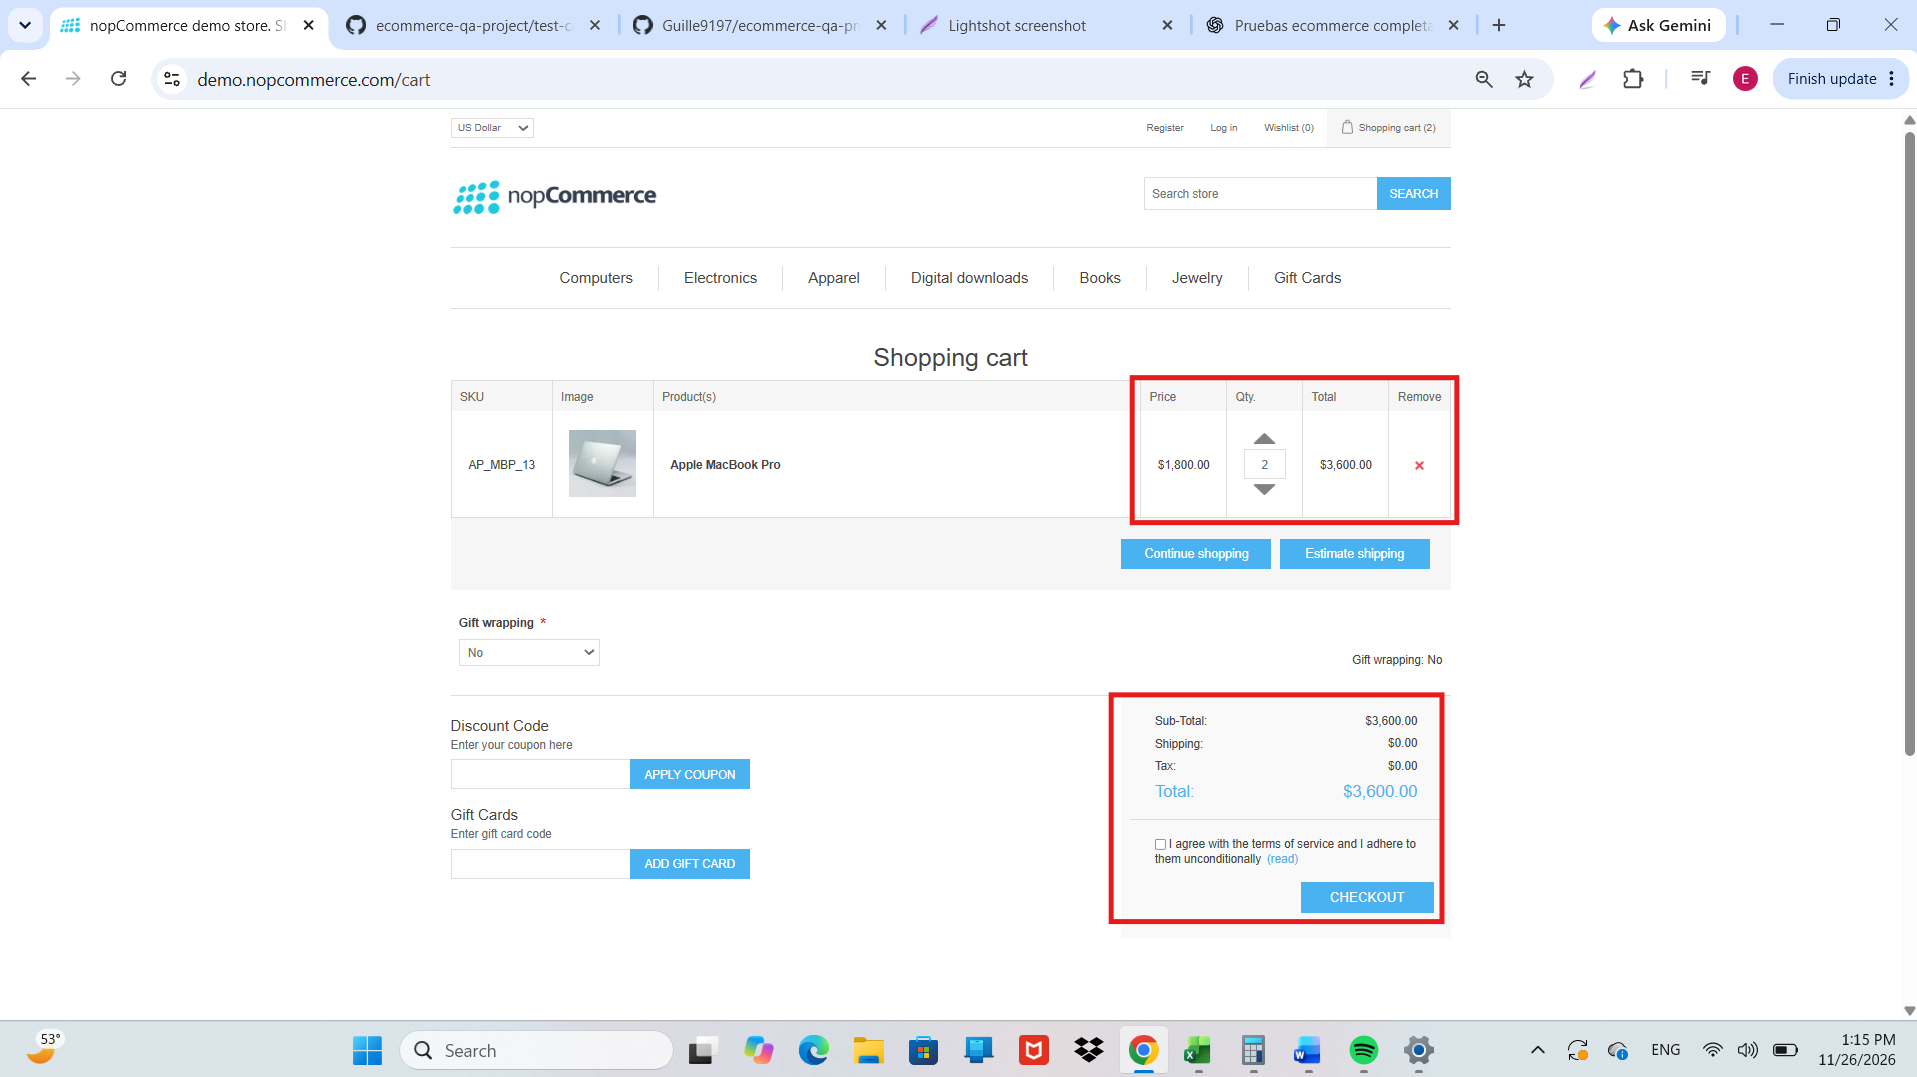 nopCommerce demo store. S
ecommerce-qa-project/test-c
Guille9197/ecommerce-qa-pr
Lightshot screenshot
Pruebas ecommerce completa
Ask Gemini
demo.nopcommerce.com/cart
E
Finish update
US Dollar
Register
Log in
Wishlist (0)
Shopping cart (2)
nopCommerce
Search store
SEARCH
Computers
Electronics
Apparel
Digital downloads
Books
Jewelry
Gift Cards
Shopping cart
SKU Image Product(s) Price Qty. Total Remove
AP_MBP_13 Apple MacBook Pro $1,800.00 2 $3,600.00
Continue shopping
Estimate shipping
Gift wrapping *
No
Gift wrapping: No
Discount Code
Enter your coupon here
APPLY COUPON
Gift Cards
Enter gift card code
ADD GIFT CARD
Sub-Total: $3,600.00
Shipping: $0.00
Tax: $0.00
Total: $3,600.00
I agree with the terms of service and I adhere to
them unconditionally (read)
CHECKOUT
53°
Search
ENG
1:15 PM
11/26/2026